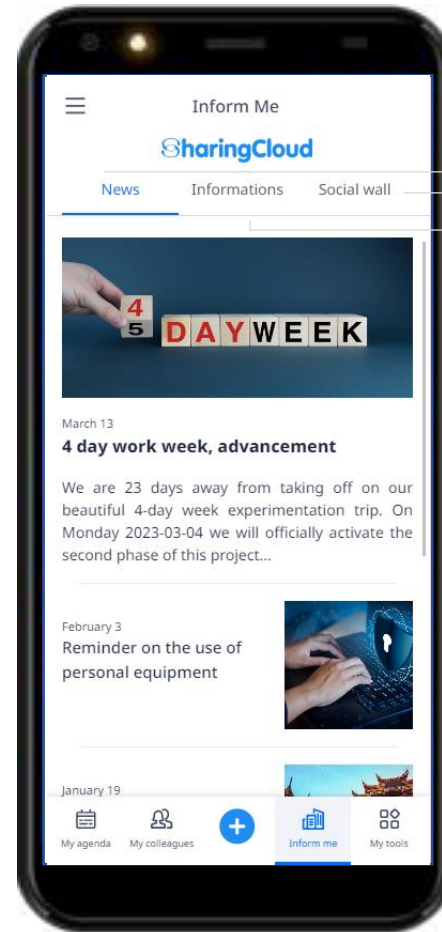 Inform Me
SharingCloud
News Informations Social wall
4
5 DAYWEEK
March 13
4 day work week, advancement
We are 23 days away from taking off on our
beautiful 4-day week experimentation trip. On
Monday 2023-03-04 we will officially activate the
second phase of this project...
February 3
Reminder on the use of
personal equipment
January 19
My agenda My colleagues Inform me My tools